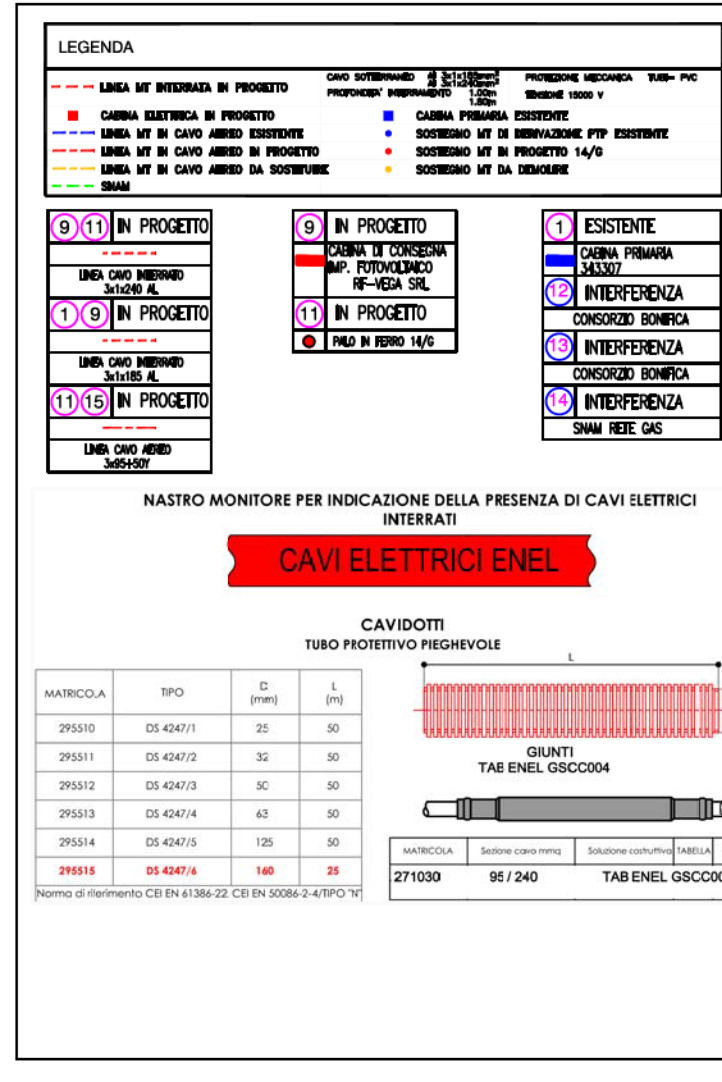 LEGENDA
LINEA MT INTERRATA IN PROGETTO
CAVO SOTTERRANEO Al 3x1x185mm² PROTEZIONE MECCANICA TUBI- PVC
Al 3x1x240mm²
PROFONDITA' INTERRAMENTO 1.00m TENSIONE 15000 V
1.80m
CABINA ELETTRICA IN PROGETTO CABINA PRIMARIA ESISTENTE
LINEA MT IN CAVO AEREO ESISTENTE SOSTEGNO MT DI DERIVAZIONE PTP ESISTENTE
LINEA MT IN CAVO AEREO IN PROGETTO SOSTEGNO MT IN PROGETTO 14/G
LINEA MT IN CAVO AEREO DA SOSTITUIRE SOSTEGNO MT DA DEMOLIRE
SNAM
9 11 IN PROGETTO
LINEA CAVO INTERRATO
3x1x240 AL
1 9 IN PROGETTO
LINEA CAVO INTERRATO
3x1x185 AL
11 15 IN PROGETTO
LINEA CAVO AEREO
3x95+50Y
9 IN PROGETTO
CABINA DI CONSEGNA
IMP. FOTOVOLTAICO
RF-VEGA SRL
11 IN PROGETTO
PALO IN FERRO 14/G
1 ESISTENTE
CABINA PRIMARIA
343307
12 INTERFERENZA
CONSORZIO BONIFICA
13 INTERFERENZA
CONSORZIO BONIFICA
14 INTERFERENZA
SNAM RETE GAS
NASTRO MONITORE PER INDICAZIONE DELLA PRESENZA DI CAVI ELETTRICI
INTERRATI
CAVI ELETTRICI ENEL
CAVIDOTTI
TUBO PROTETTIVO PIEGHEVOLE
MATRICOLA TIPO D (mm) L (m)
295510 DS 4247/1 25 50
295511 DS 4247/2 32 50
295512 DS 4247/3 50 50
295513 DS 4247/4 63 50
295514 DS 4247/5 125 50
295515 DS 4247/6 160 25
Norma di riferimento CEI EN 61386-22. CEI EN 50086-2-4/TIPO "N"
L
GIUNTI
TAB ENEL GSCC004
MATRICOLA Sezione cavo mmq Soluzione costruttiva TABELLA
271030 95 / 240 TAB ENEL GSCC00